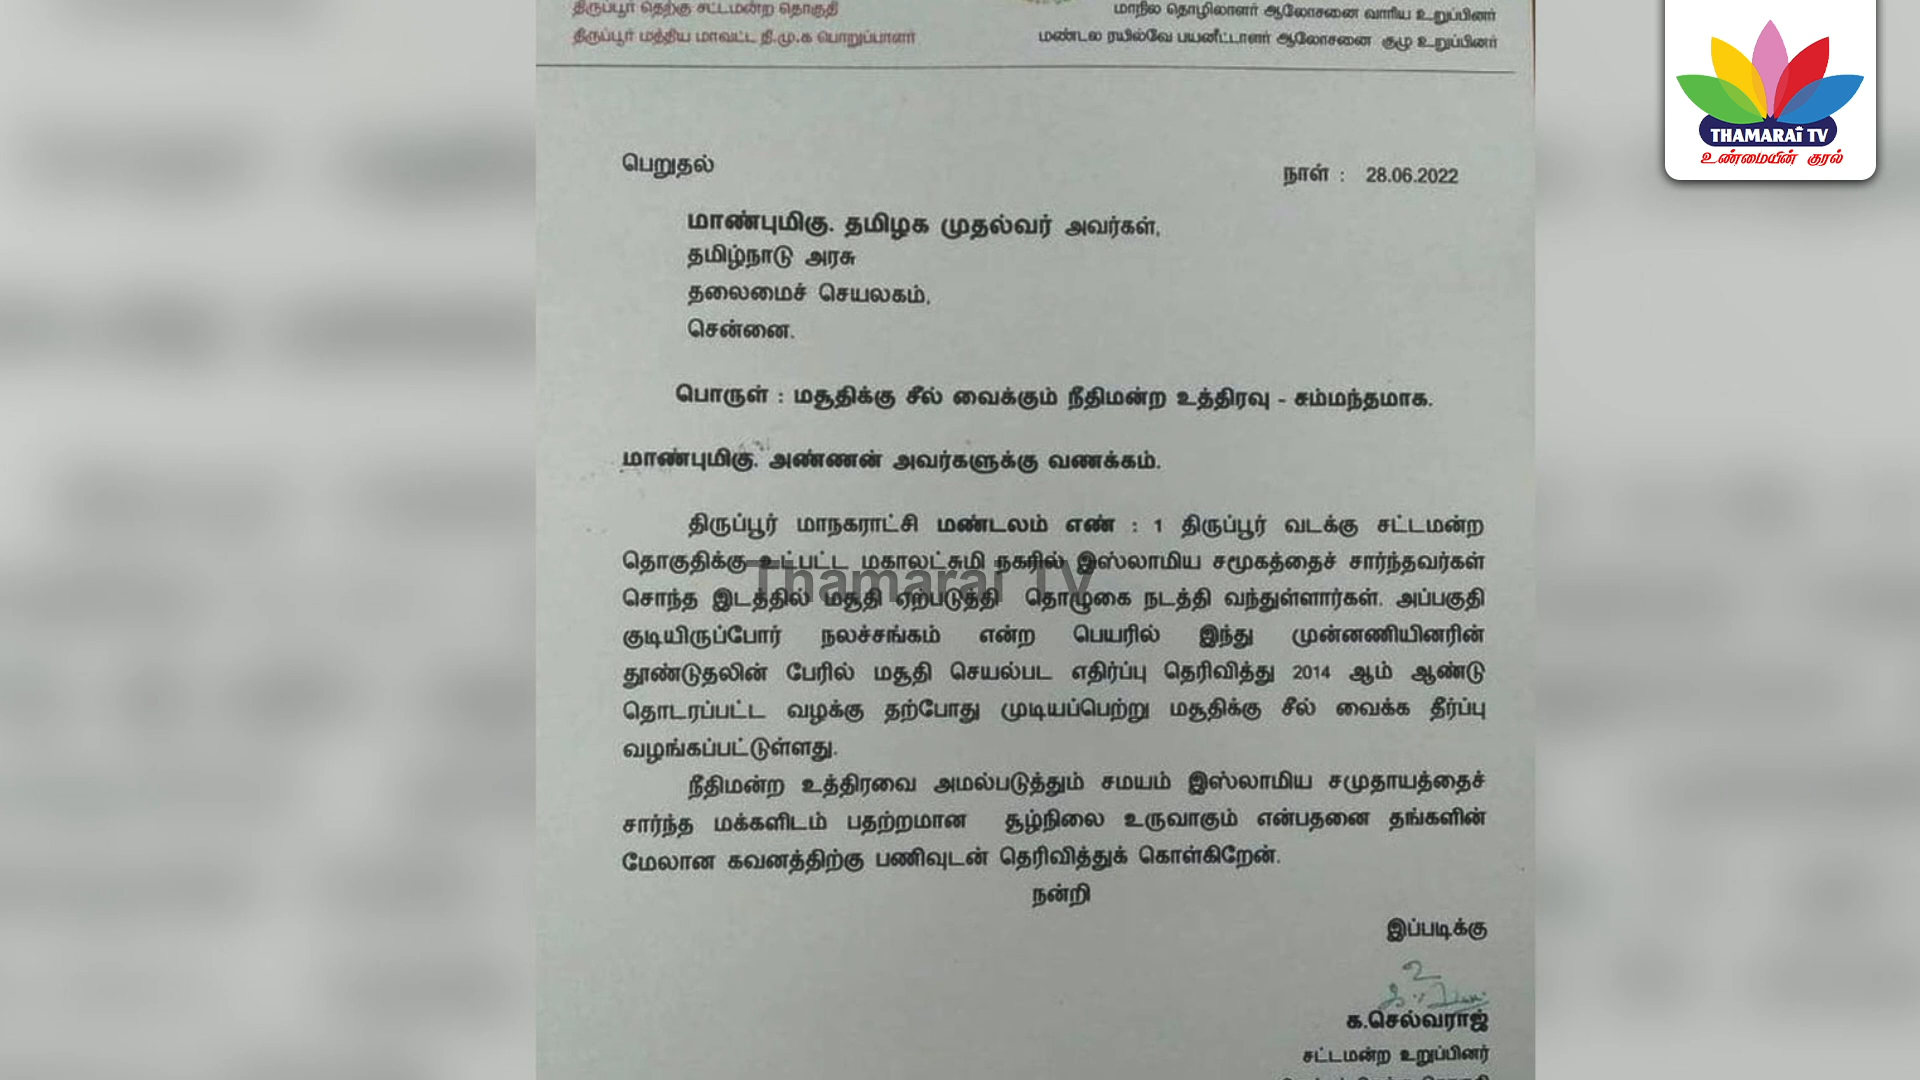 திருப்பூர் தெற்கு சட்டமன்ற தொகுதி
திருப்பூர் மத்திய மாவட்ட தி.மு.க பொறுப்பாளர்
மாநில தொழிலாளர் ஆலோசனை வாரிய உறுப்பினர்
மண்டல ரயில்வே பயனீட்டாளர் ஆலோசனை குழு உறுப்பினர்
THAMARAI TV
உண்மையின் குரல்
பெறுதல்
நாள் : 28.06.2022
மாண்புமிகு. தமிழக முதல்வர் அவர்கள்,
தமிழ்நாடு அரசு
தலைமைச் செயலகம்,
சென்னை.
பொருள் : மசூதிக்கு சீல் வைக்கும் நீதிமன்ற உத்திரவு - சம்மந்தமாக.
மாண்புமிகு. அண்ணன் அவர்களுக்கு வணக்கம்.
திருப்பூர் மாநகராட்சி மண்டலம் எண் : 1 திருப்பூர் வடக்கு சட்டமன்ற
தொகுதிக்கு உட்பட்ட மகாலட்சுமி நகரில் இஸ்லாமிய சமூகத்தைச் சார்ந்தவர்கள்
சொந்த இடத்தில் மசூதி ஏற்படுத்தி தொழுகை நடத்தி வந்துள்ளார்கள். அப்பகுதி
குடியிருப்போர் நலச்சங்கம் என்ற பெயரில் இந்து முன்னணியினரின்
தூண்டுதலின் பேரில் மசூதி செயல்பட எதிர்ப்பு தெரிவித்து 2014 ஆம் ஆண்டு
தொடரப்பட்ட வழக்கு தற்போது முடியப்பெற்று மசூதிக்கு சீல் வைக்க தீர்ப்பு
வழங்கப்பட்டுள்ளது.
நீதிமன்ற உத்திரவை அமல்படுத்தும் சமயம் இஸ்லாமிய சமுதாயத்தைச்
சார்ந்த மக்களிடம் பதற்றமான சூழ்நிலை உருவாகும் என்பதனை தங்களின்
மேலான கவனத்திற்கு பணிவுடன் தெரிவித்துக் கொள்கிறேன்.
நன்றி
இப்படிக்கு
க.செல்வராஜ்
சட்டமன்ற உறுப்பினர்
Thamarai TV